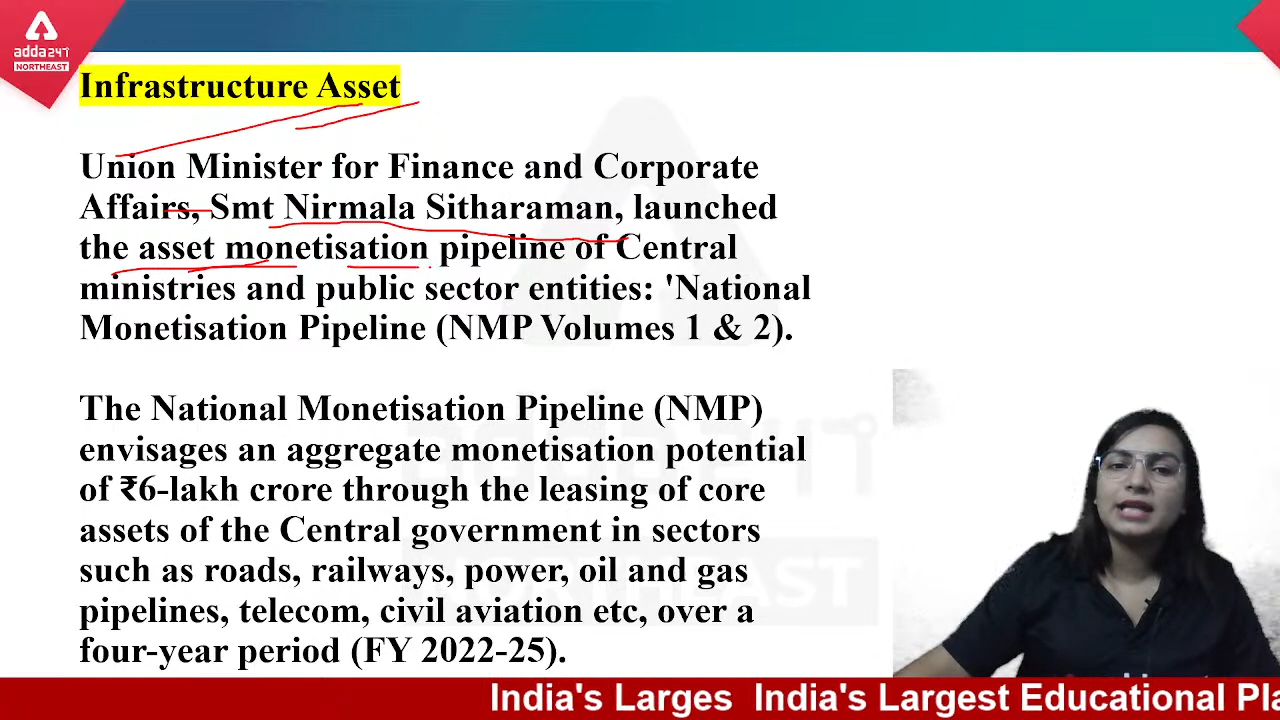 adda247
NORTHEAST
Infrastructure Asset
Union Minister for Finance and Corporate
Affairs, Smt Nirmala Sitharaman, launched
the asset monetisation pipeline of Central
ministries and public sector entities: 'National
Monetisation Pipeline (NMP Volumes 1 & 2).
The National Monetisation Pipeline (NMP)
envisages an aggregate monetisation potential
of ₹6-lakh crore through the leasing of core
assets of the Central government in sectors
such as roads, railways, power, oil and gas
pipelines, telecom, civil aviation etc, over a
four-year period (FY 2022-25).
India's Larges India's Largest Educational Pla